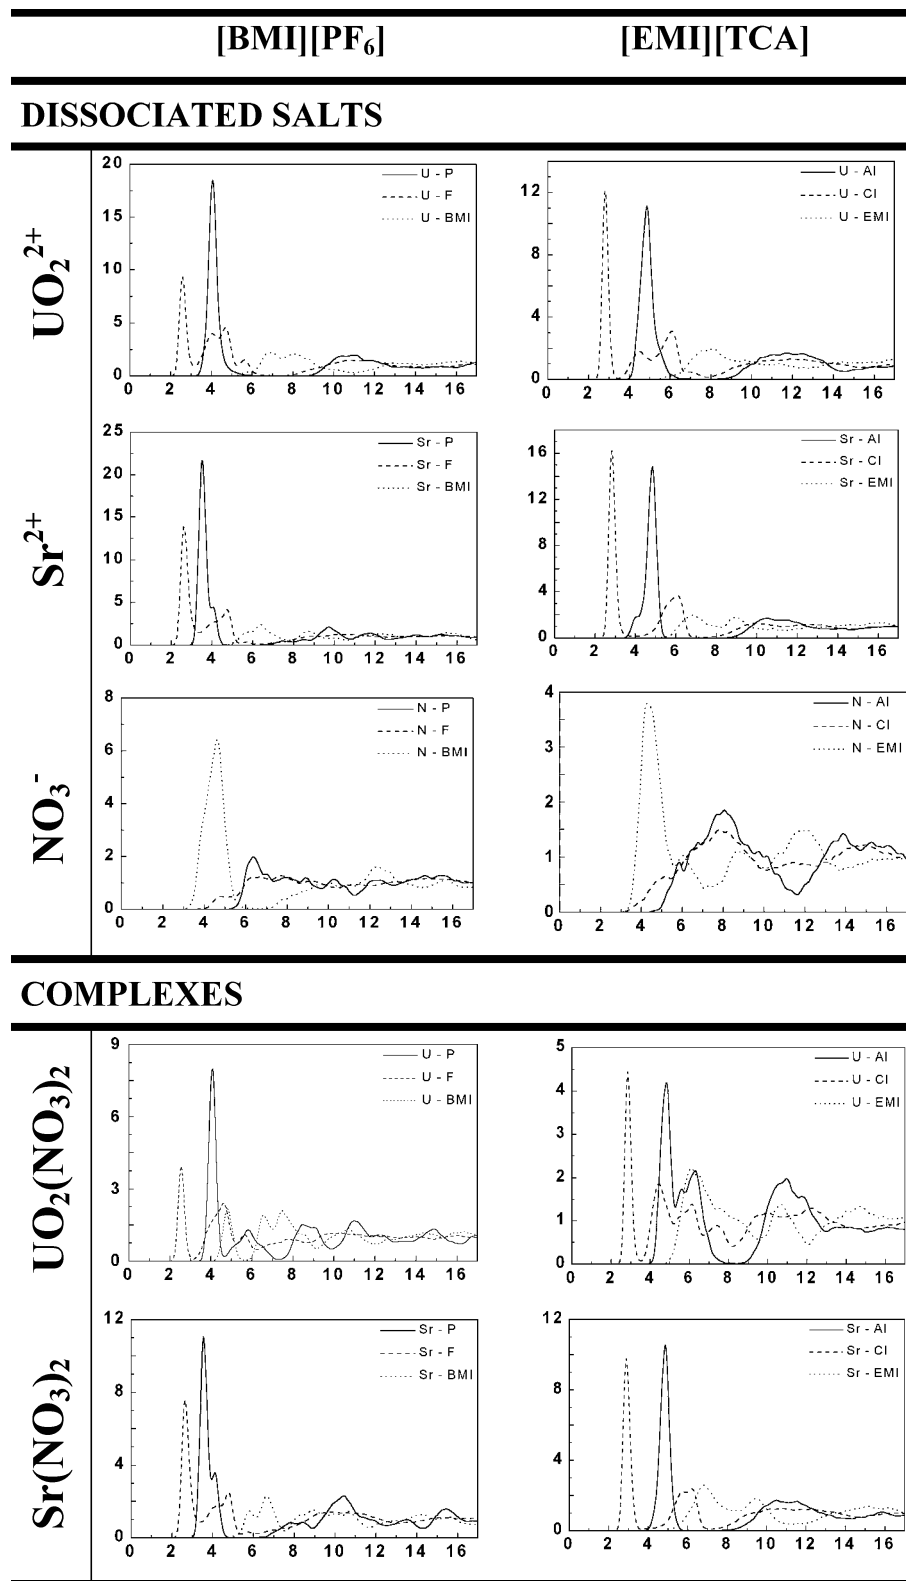 [BMI][PF6] [EMI][TCA]
DISSOCIATED SALTS
UO2 2+
20
15
10
5
0
U - P
U - F
U - BMI
0 2 4 6 8 10 12 14 16
12
8
4
0
U - Al
U - Cl
U - EMI
0 2 4 6 8 10 12 14 16
Sr2+
25
20
15
10
5
0
Sr - P
Sr - F
Sr - BMI
0 2 4 6 8 10 12 14 16
16
12
8
4
0
Sr - Al
Sr - Cl
Sr - EMI
0 2 4 6 8 10 12 14 16
NO3-
8
6
4
2
0
N - P
N - F
N - BMI
0 2 4 6 8 10 12 14 16
4
3
2
1
0
N - Al
N - Cl
N - EMI
0 2 4 6 8 10 12 14 16
COMPLEXES
UO2(NO3)2
9
6
3
0
U - P
U - F
U - BMI
0 2 4 6 8 10 12 14 16
5
4
3
2
1
0
U - Al
U - Cl
U - EMI
0 2 4 6 8 10 12 14 16
Sr(NO3)2
12
8
4
0
Sr - P
Sr - F
Sr - BMI
0 2 4 6 8 10 12 14 16
12
8
4
0
Sr - Al
Sr - Cl
Sr - EMI
0 2 4 6 8 10 12 14 16